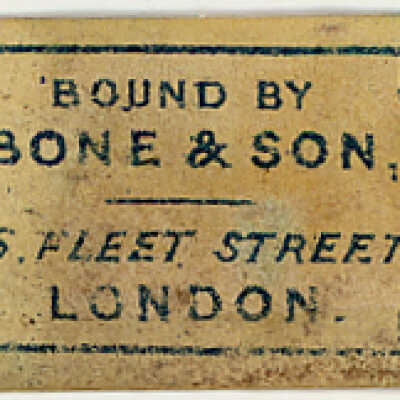 BOUND BY
BONE & SON,
FLEET STREET
LONDON.